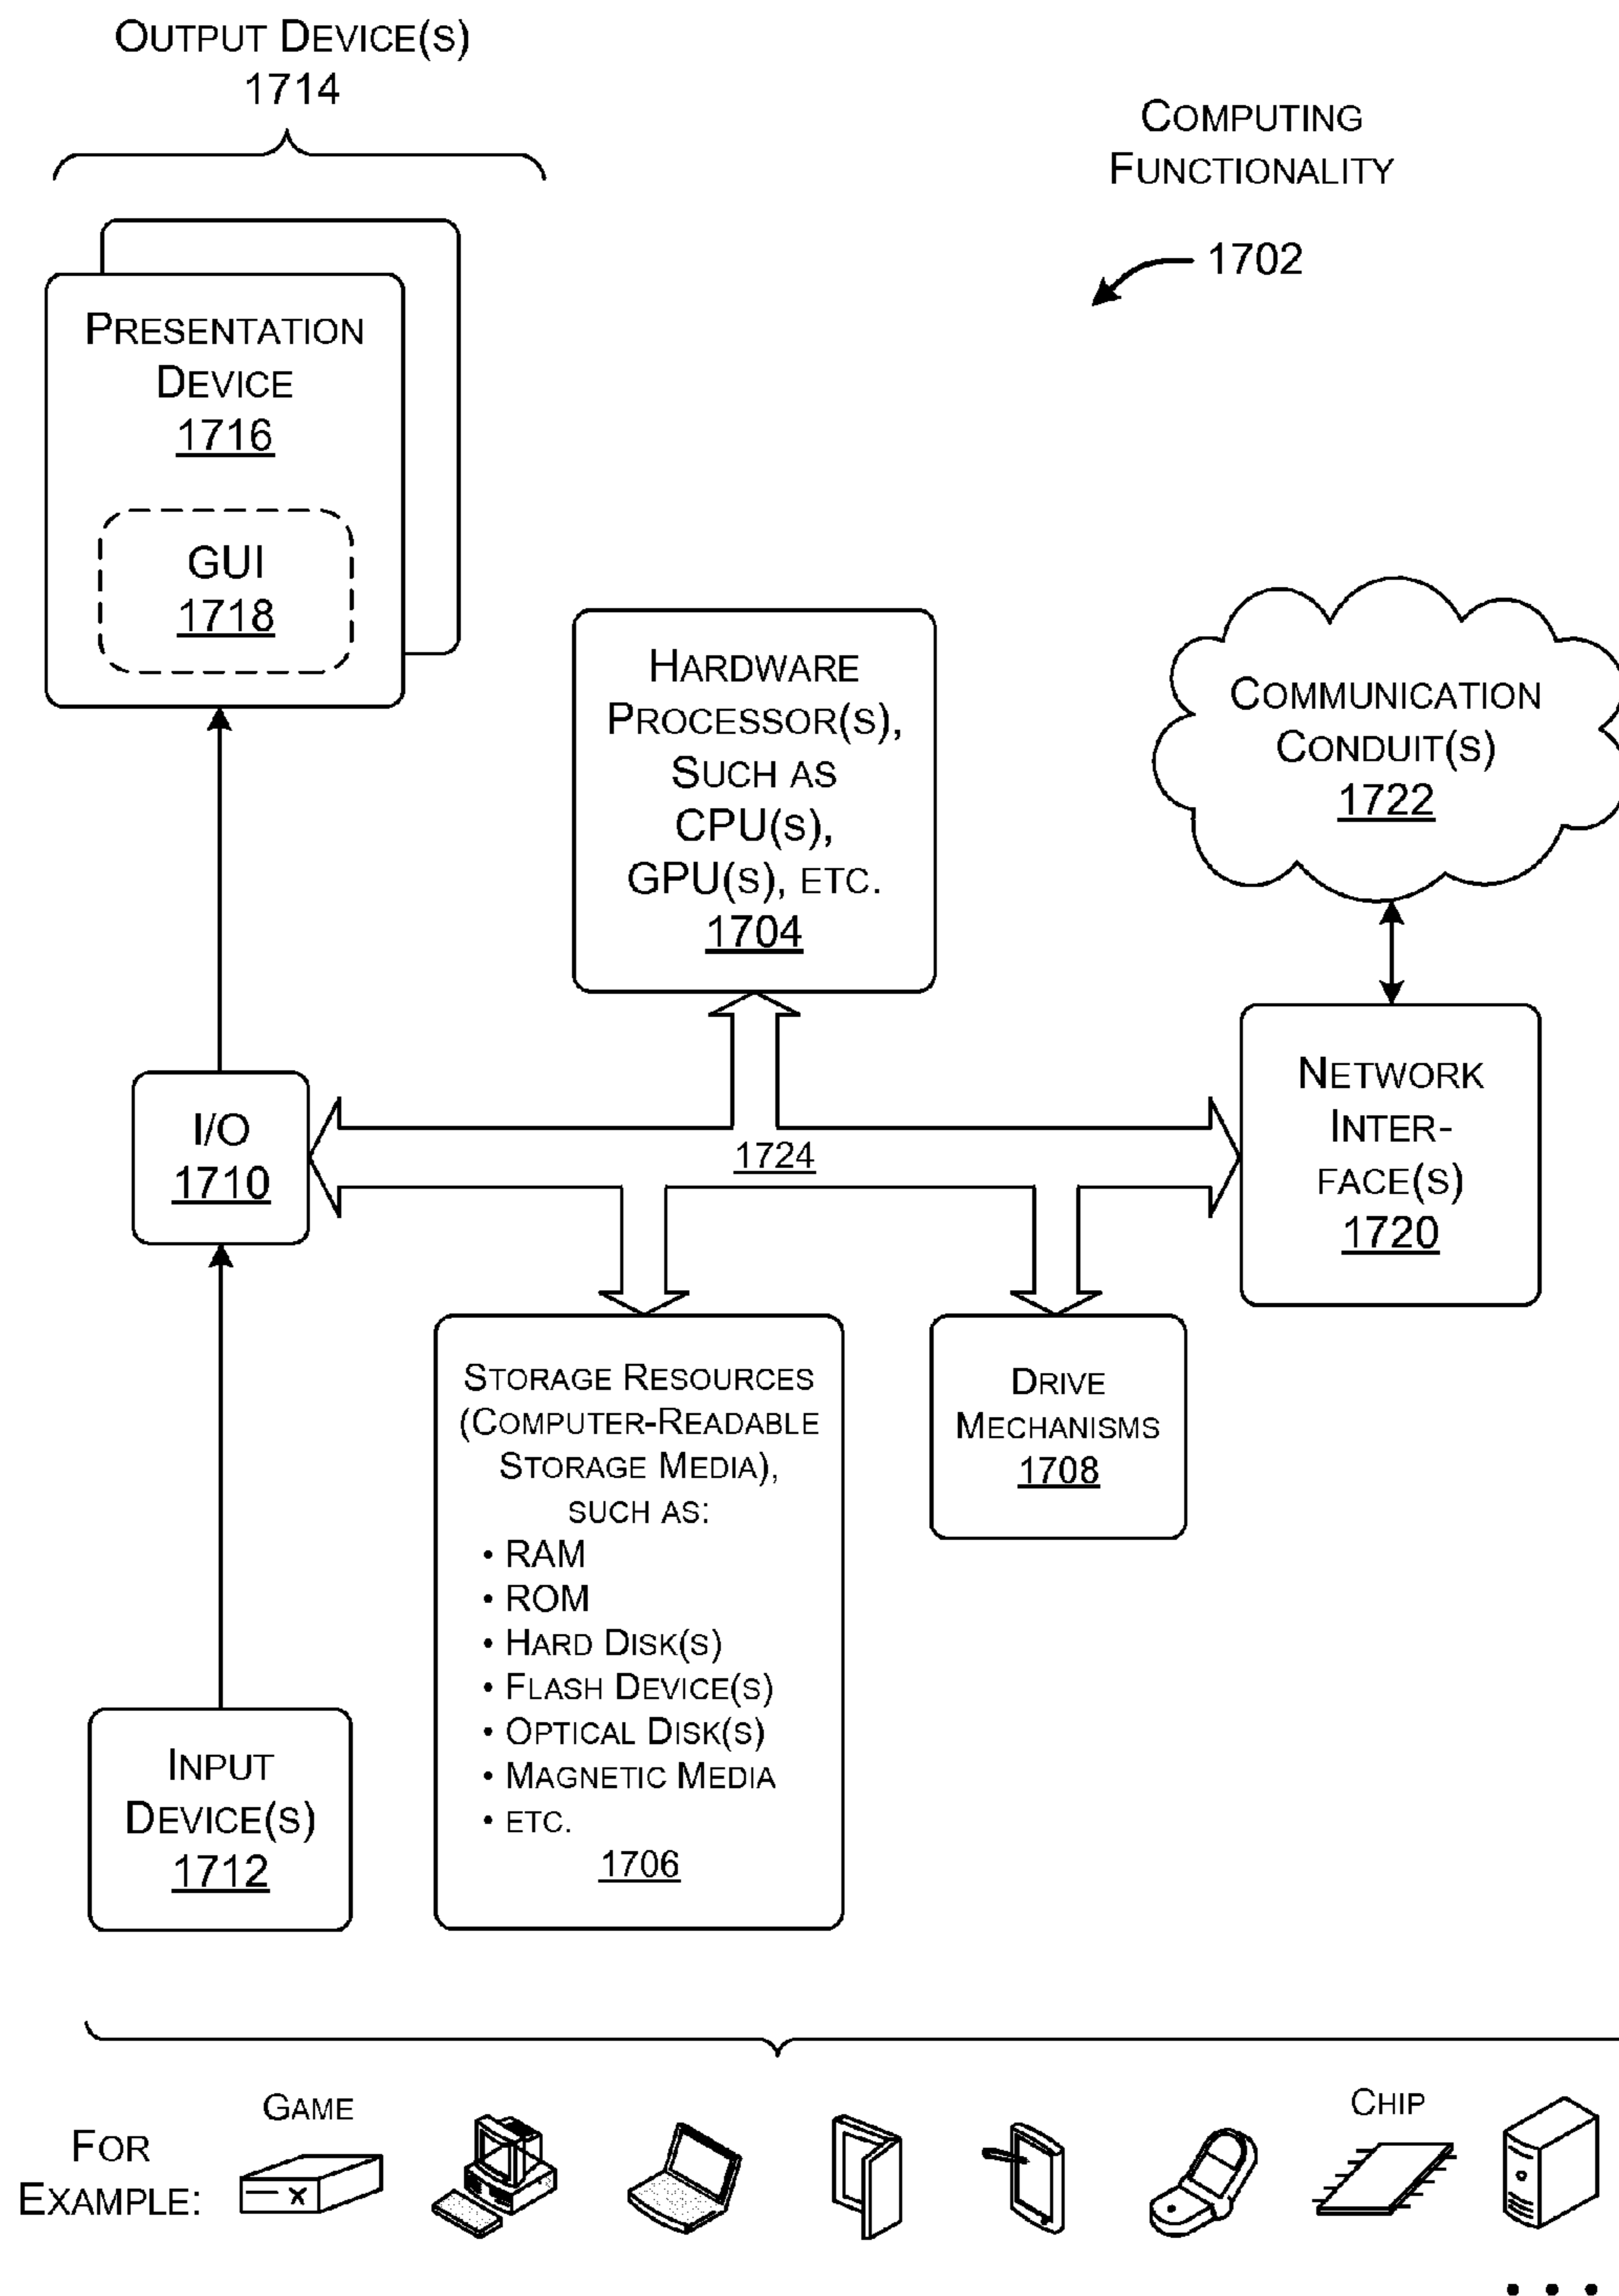 OUTPUT DEVICE(S)
1714
COMPUTING
FUNCTIONALITY
1702
PRESENTATION
DEVICE
1716
GUI
1718
HARDWARE
PROCESSOR(S),
SUCH AS
CPU(S),
GPU(S), ETC.
1704
COMMUNICATION
CONDUIT(S)
1722
I/O
1710
1724
NETWORK
INTER-
FACE(S)
1720
STORAGE RESOURCES
(COMPUTER-READABLE
STORAGE MEDIA),
SUCH AS:
• RAM
• ROM
• HARD DISK(S)
• FLASH DEVICE(S)
• OPTICAL DISK(S)
• MAGNETIC MEDIA
• ETC.
1706
DRIVE
MECHANISMS
1708
INPUT
DEVICE(S)
1712
FOR
EXAMPLE:
GAME
CHIP
• • •